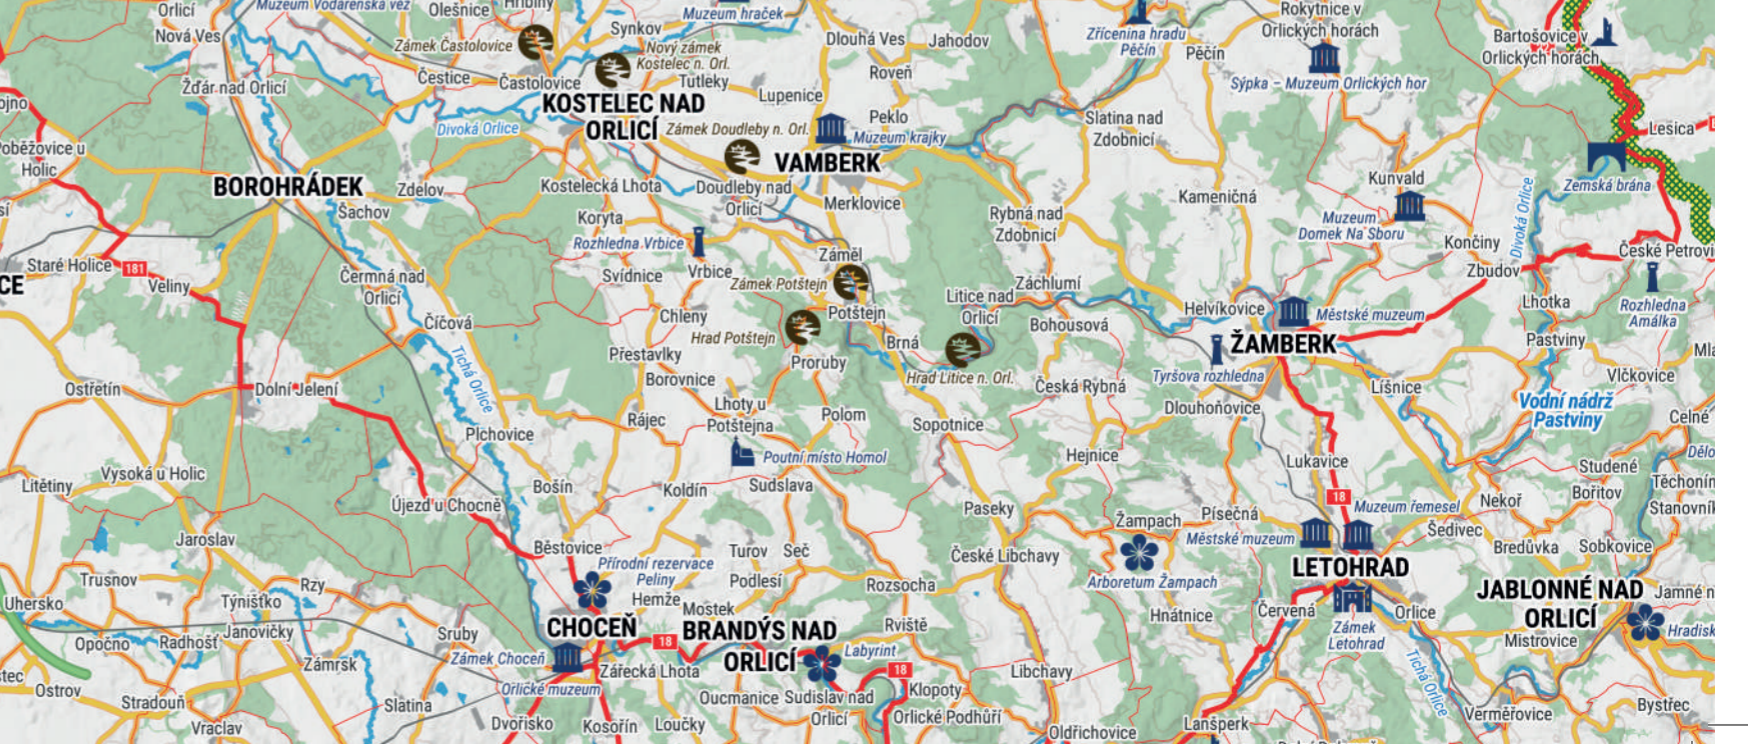 Muzeum Vodárenská věž
Olešnice
Hřibiny
Orlicí
Nová Ves
Synkov
Muzeum hraček
Rokytnice v
Orlických horách
Zámek Častolovice
Nový zámek
Kostelec n. Orl.
Dlouhá Ves
Jahodov
Zřícenina hradu
Pěčín
Pěčín
Bartošovice v
Orlických horách
Čestice
Častolovice
Tutleky
Roveň
Sýpka – Muzeum Orlických hor
Žďár nad Orlicí
Lupenice
KOSTELEC NAD
ORLICÍ
Divoká Orlice
Zámek Doudleby n. Orl.
Peklo
Muzeum krajky
Slatina nad
Zdobnicí
Lesica
Poběžovice u
Holic
VAMBERK
BOROHRÁDEK
Zdelov
Kostelecká Lhota
Doudleby nad
Orlicí
Merklovice
Kameničná
Kunvald
Zemská brána
Šachov
Koryta
Rybná nad
Zdobnicí
Muzeum
Domek Na Sboru
Divoká Orlice
Rozhledna Vrbice
Končiny
České Petrovi
Staré Holice
181
Veliny
Čermná nad
Orlicí
Svídnice
Vrbice
Záměl
Zámek Potštejn
Potštejn
Litice nad
Orlicí
Záchlumí
Zbudov
Lhotka
Rozhledna
Amálka
Číčová
Chleny
Hrad Potštejn
Proruby
Brná
Bohousová
Helvíkovice
Městské muzeum
ŽAMBERK
Pastviny
Přestavlky
Borovnice
Hrad Litice n. Orl.
Česká Rybná
Tyršova rozhledna
Líšnice
Vlčkovice
Ostřetín
Dolní Jelení
Tichá Orlice
Lhoty u
Potštejna
Polom
Sopotnice
Dlouhoňovice
Vodní nádrž
Pastviny
Celné
Rájec
Plchovice
Poutní místo Homol
Hejnice
Lukavice
Studené
Vysoká u Holic
Litětiny
Bošín
Koldín
Sudslava
Bořitov
Těchonín
Újezd u Chocně
Paseky
18
Muzeum řemesel
Nekoř
Stanovník
Žampach
Písečná
Městské muzeum
Šedivec
Jaroslav
Běstovice
Přírodní rezervace
Peliny
Turov
Seč
České Libchavy
Bredůvka
Sobkovice
LETOHRAD
Trusnov
Rzy
Podlesí
Rozsocha
Arboretum Žampach
JABLONNÉ NAD
ORLICÍ
Uhersko
Týnišťko
Hemže
Mostek
Hnátnice
Červená
Orlice
Jamné n
Opočno
Radhošť
Janovičky
Sruby
CHOCEŇ
18
BRANDÝS NAD
ORLICÍ
Rviště
Zámek
Letohrad
Mistrovice
Zámrsk
Zámek Choceň
Zářecká Lhota
Labyrint
18
Libchavy
Tichá Orlice
Ostrov
Stradouň
Slatina
Orlické muzeum
Oucmanice
Sudislav nad
Orlicí
Klopoty
Orlické Podhůří
Bystřec
Vraclav
Dvořisko
Kosořín
Loučky
Oldřichovice
Lanšperk
Verměřovice